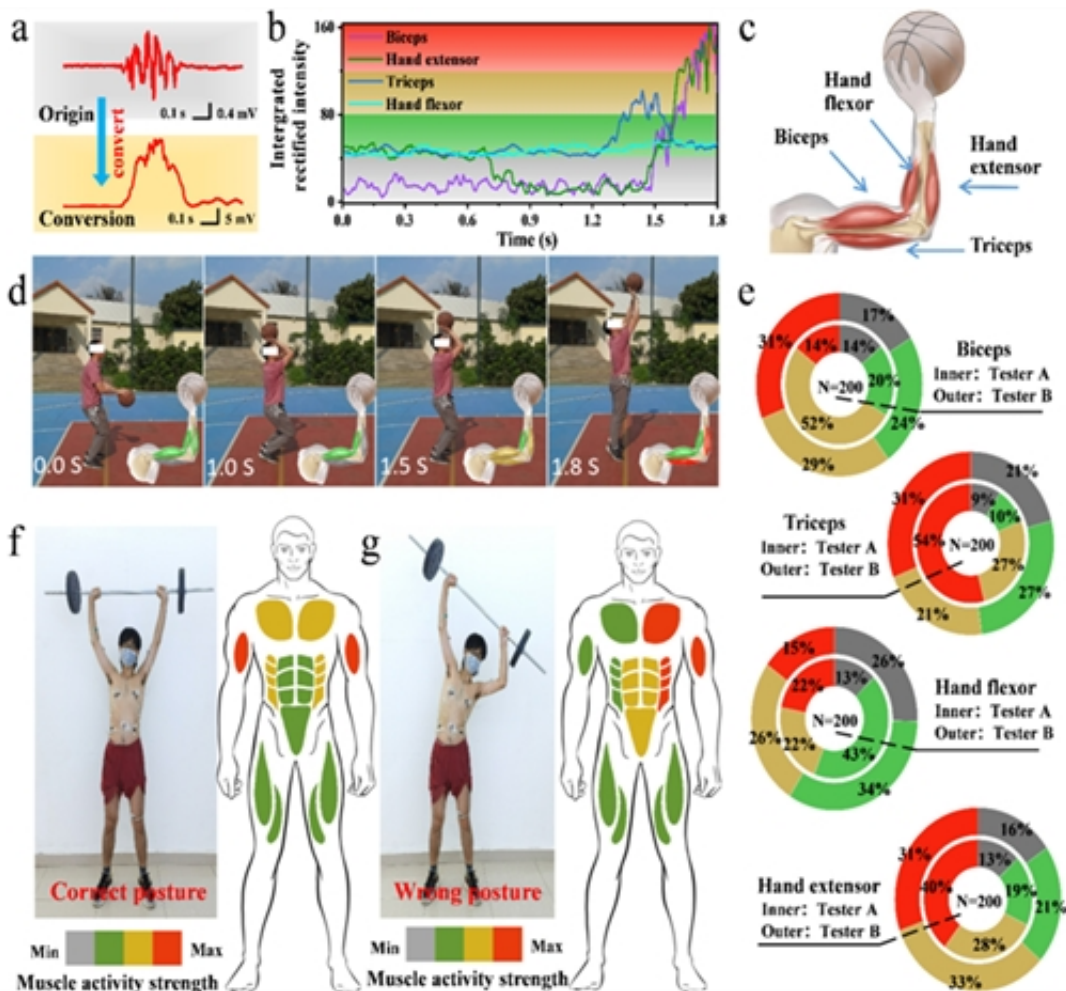 a
Origin
0.1 s
0.4 mV
convert
Conversion
0.1 s
5 mV
b
Intergrated
rectified intensity
160
80
0
Biceps
Hand extensor
Triceps
Hand flexor
0.0
0.3
0.6
0.9
1.2
1.5
1.8
Time (s)
c
Hand
flexor
Biceps
Hand
extensor
Triceps
d
0.0 S
1.0 S
1.5 S
1.8 S
e
17%
31%
14%
14%
20%
N=200
52%
24%
29%
Biceps
Inner: Tester A
Outer: Tester B
21%
31%
9%
10%
54%
N=200
27%
27%
21%
Triceps
Inner: Tester A
Outer: Tester B
15%
26%
22%
13%
N=200
26%
22%
43%
34%
Hand flexor
Inner: Tester A
Outer: Tester B
16%
31%
13%
40%
19%
21%
N=200
28%
33%
Hand extensor
Inner: Tester A
Outer: Tester B
f
Correct posture
Min
Max
Muscle activity strength
g
Wrong posture
Min
Max
Muscle activity strength